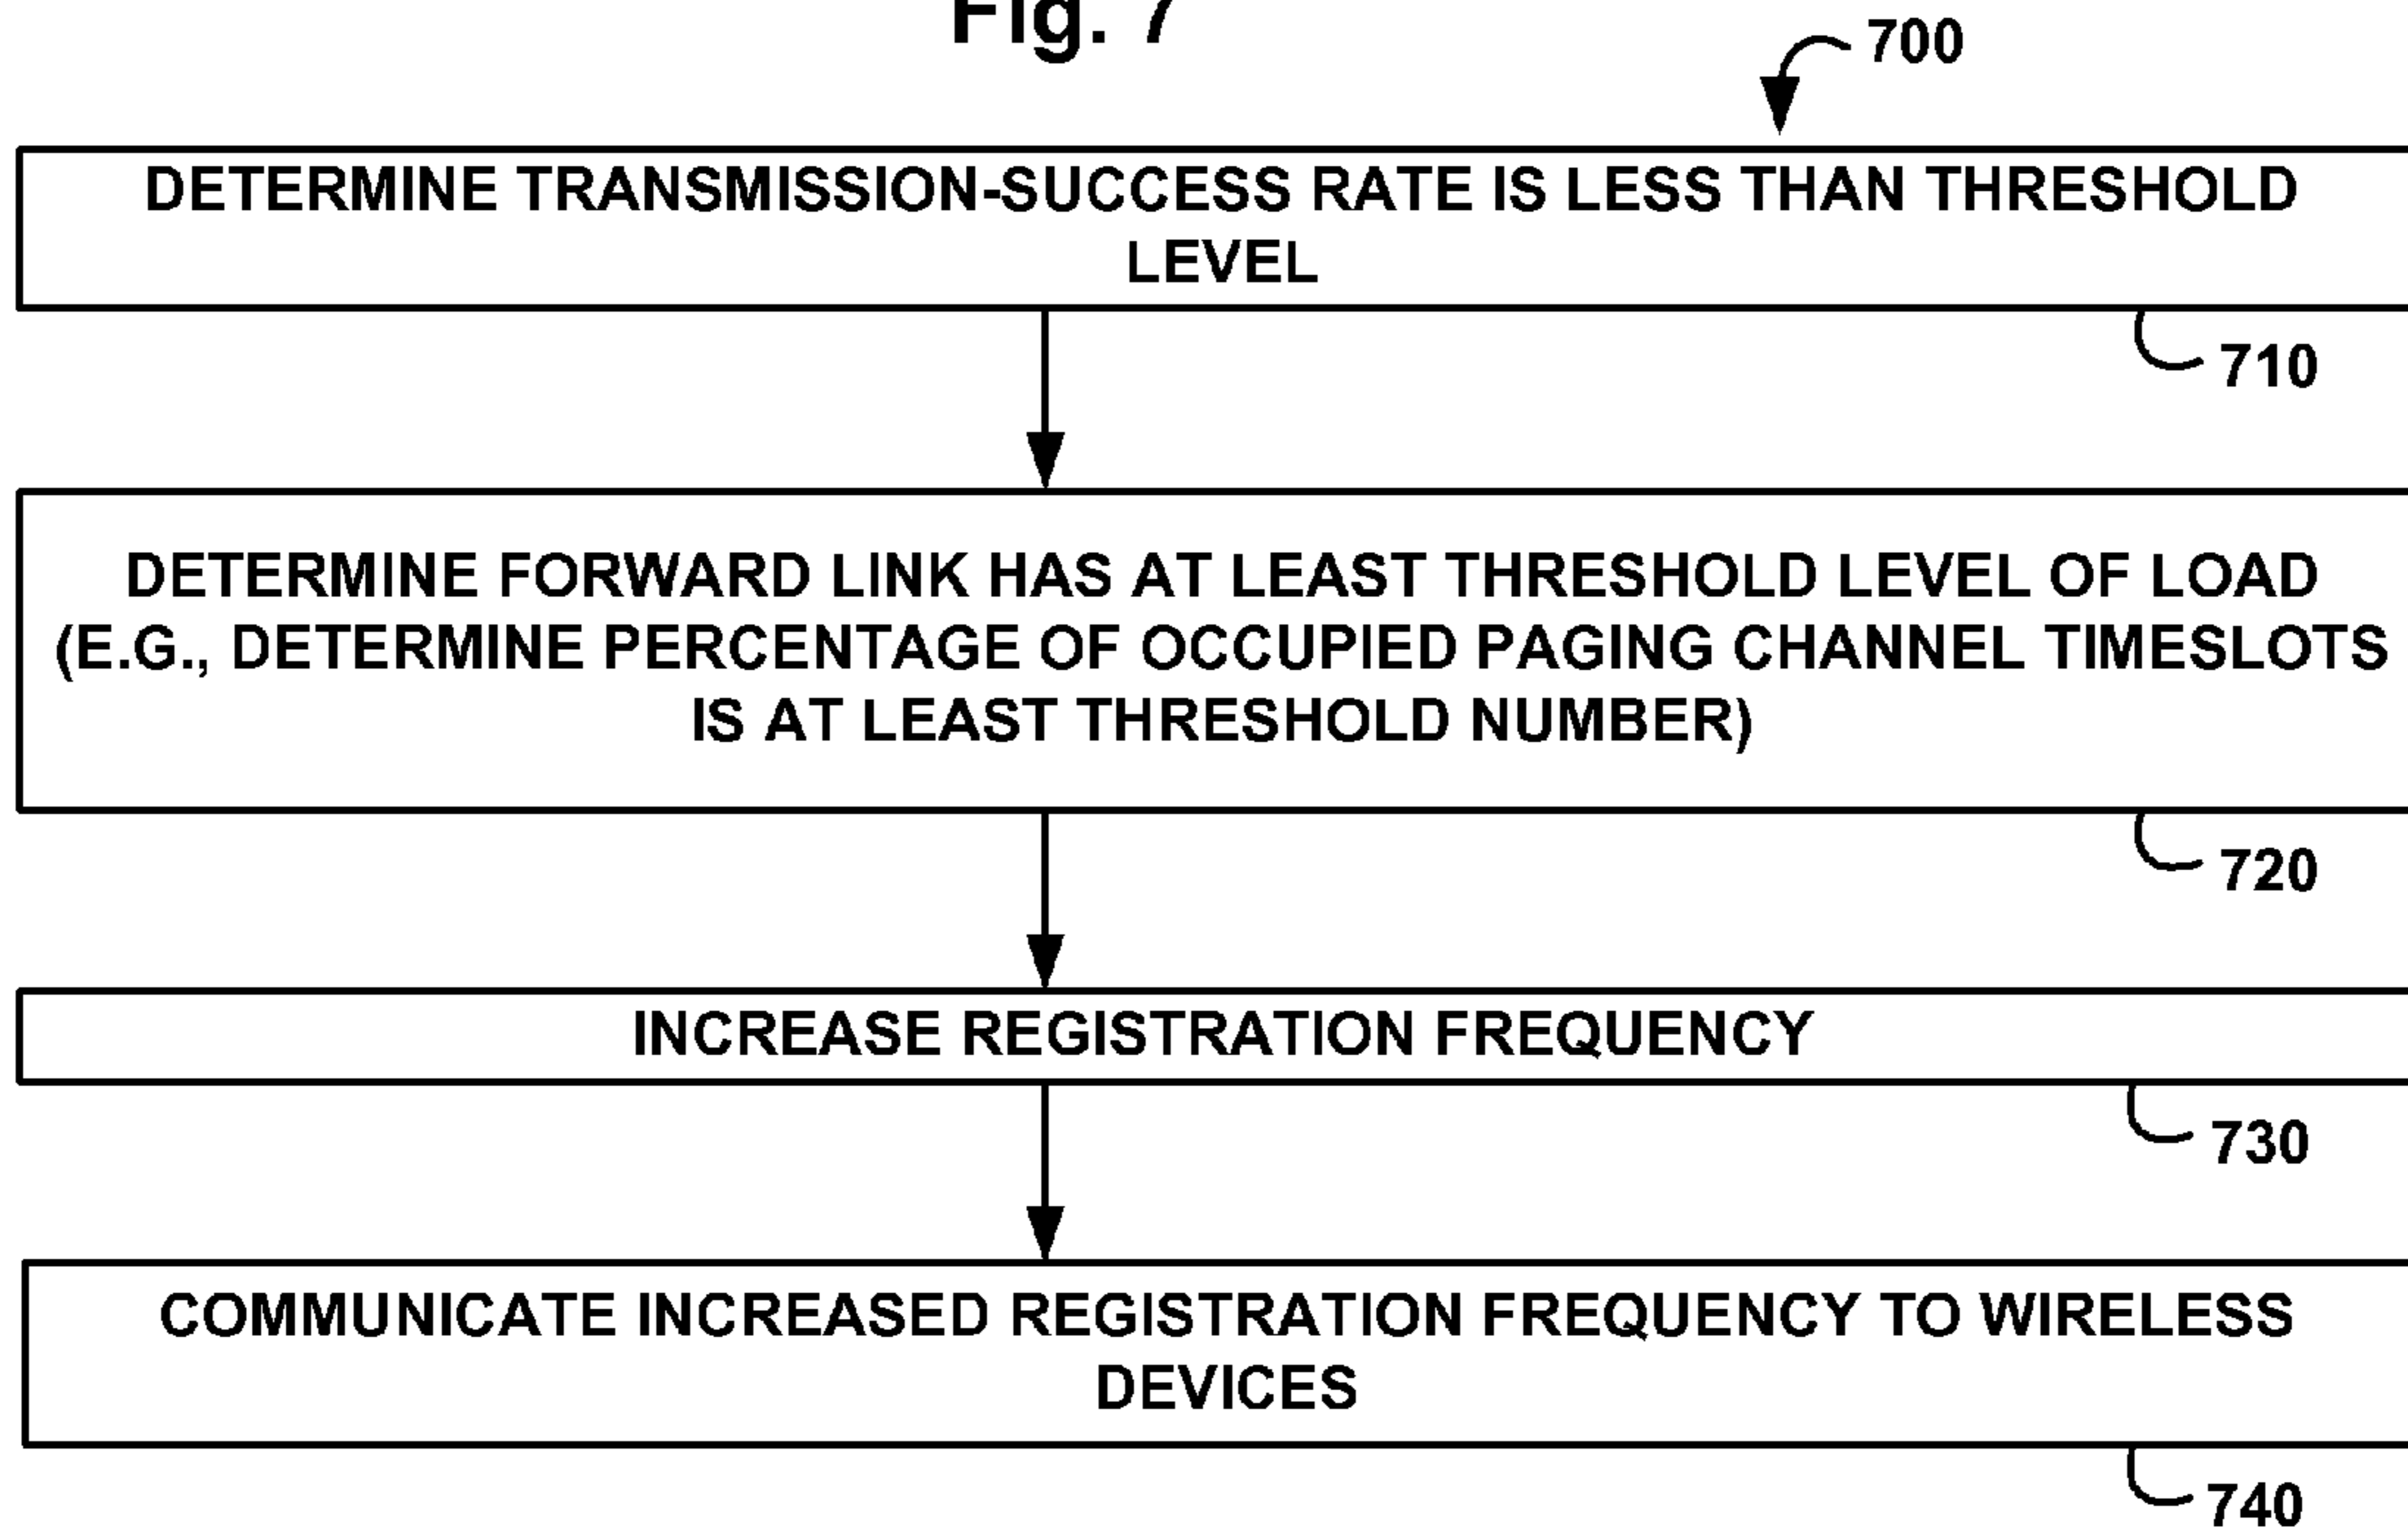 Fig. 7
700
DETERMINE TRANSMISSION-SUCCESS RATE IS LESS THAN THRESHOLD
LEVEL
710
DETERMINE FORWARD LINK HAS AT LEAST THRESHOLD LEVEL OF LOAD
(E.G., DETERMINE PERCENTAGE OF OCCUPIED PAGING CHANNEL TIMESLOTS
IS AT LEAST THRESHOLD NUMBER)
720
INCREASE REGISTRATION FREQUENCY
730
COMMUNICATE INCREASED REGISTRATION FREQUENCY TO WIRELESS
DEVICES
740